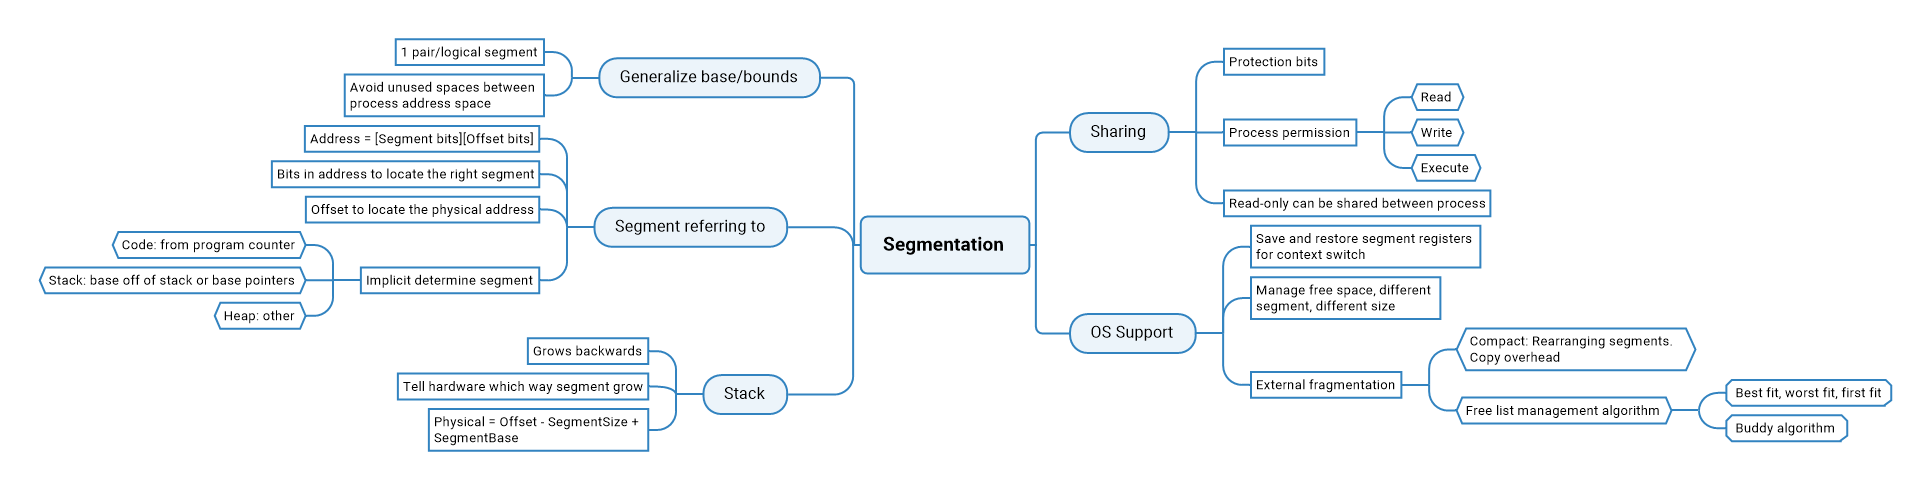 Segmentation
Generalize base/bounds
1 pair/logical segment
Avoid unused spaces between
process address space
Segment referring to
Address = [Segment bits][Offset bits]
Bits in address to locate the right segment
Offset to locate the physical address
Implicit determine segment
Code: from program counter
Stack: base off of stack or base pointers
Heap: other
Stack
Grows backwards
Tell hardware which way segment grow
Physical = Offset - SegmentSize +
SegmentBase
Sharing
Protection bits
Process permission
Read
Write
Execute
Read-only can be shared between process
OS Support
Save and restore segment registers
for context switch
Manage free space, different
segment, different size
External fragmentation
Compact: Rearranging segments.
Copy overhead
Free list management algorithm
Best fit, worst fit, first fit
Buddy algorithm